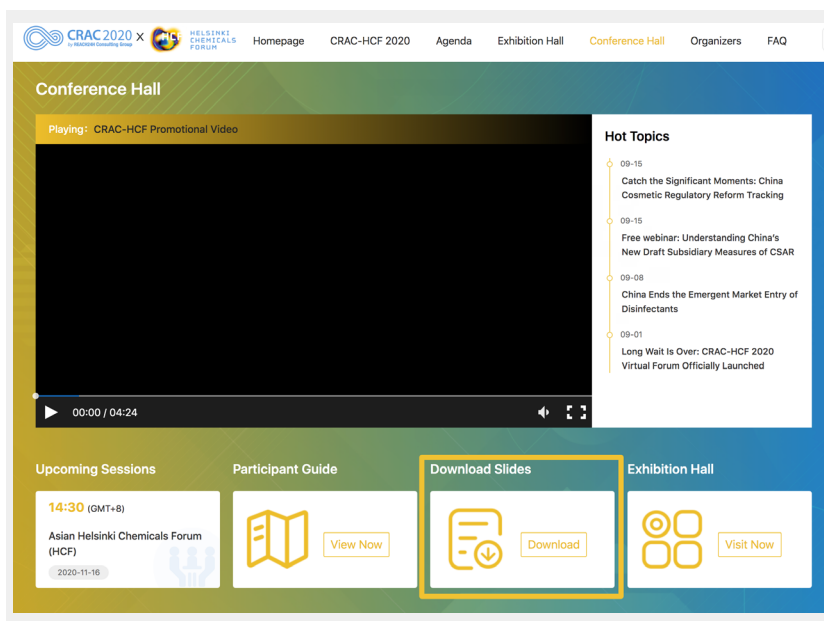 CRAC 2020 X HELSINKI
by REACH24H Consulting Group
CHEMICALS
FORUM
Homepage CRAC-HCF 2020 Agenda Exhibition Hall Conference Hall Organizers FAQ
Conference Hall
Playing: CRAC-HCF Promotional Video
Hot Topics
09-15
Catch the Significant Moments: China
Cosmetic Regulatory Reform Tracking
09-15
Free webinar: Understanding China's
New Draft Subsidiary Measures of CSAR
09-08
China Ends the Emergent Market Entry of
Disinfectants
09-01
Long Wait Is Over: CRAC-HCF 2020
Virtual Forum Officially Launched
00:00 / 04:24
Upcoming Sessions
14:30 (GMT+8)
Asian Helsinki Chemicals Forum
(HCF)
2020-11-16
Participant Guide
View Now
Download Slides
Download
Exhibition Hall
Visit Now